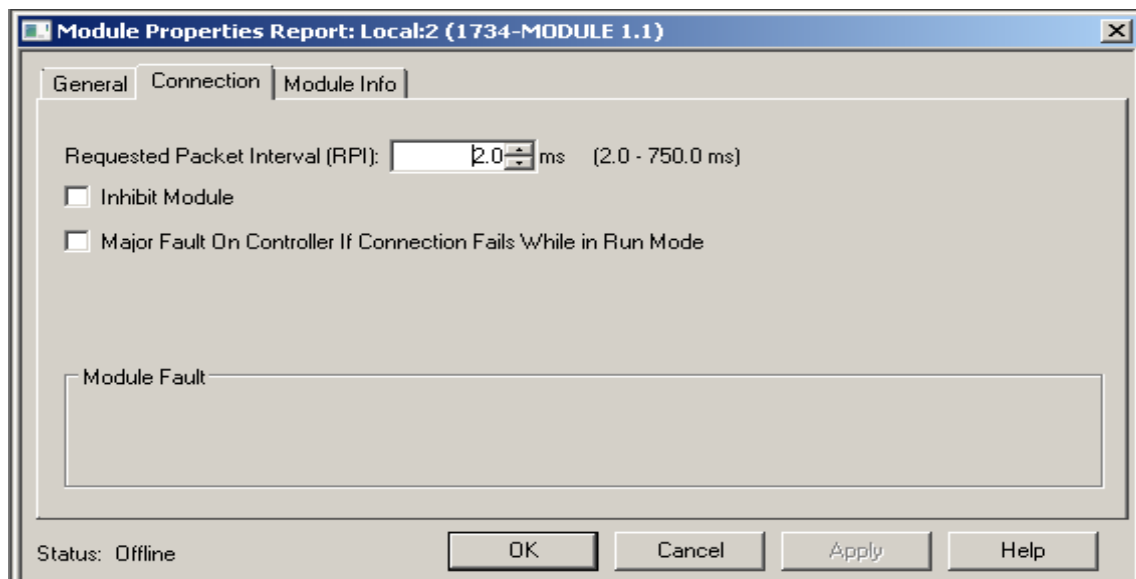 Module Properties Report: Local:2 (1734-MODULE 1.1)
General Connection Module Info
Requested Packet Interval (RPI): 2.0 ms (2.0 - 750.0 ms)
Inhibit Module
Major Fault On Controller If Connection Fails While in Run Mode
Module Fault
Status: Offline OK Cancel Apply Help